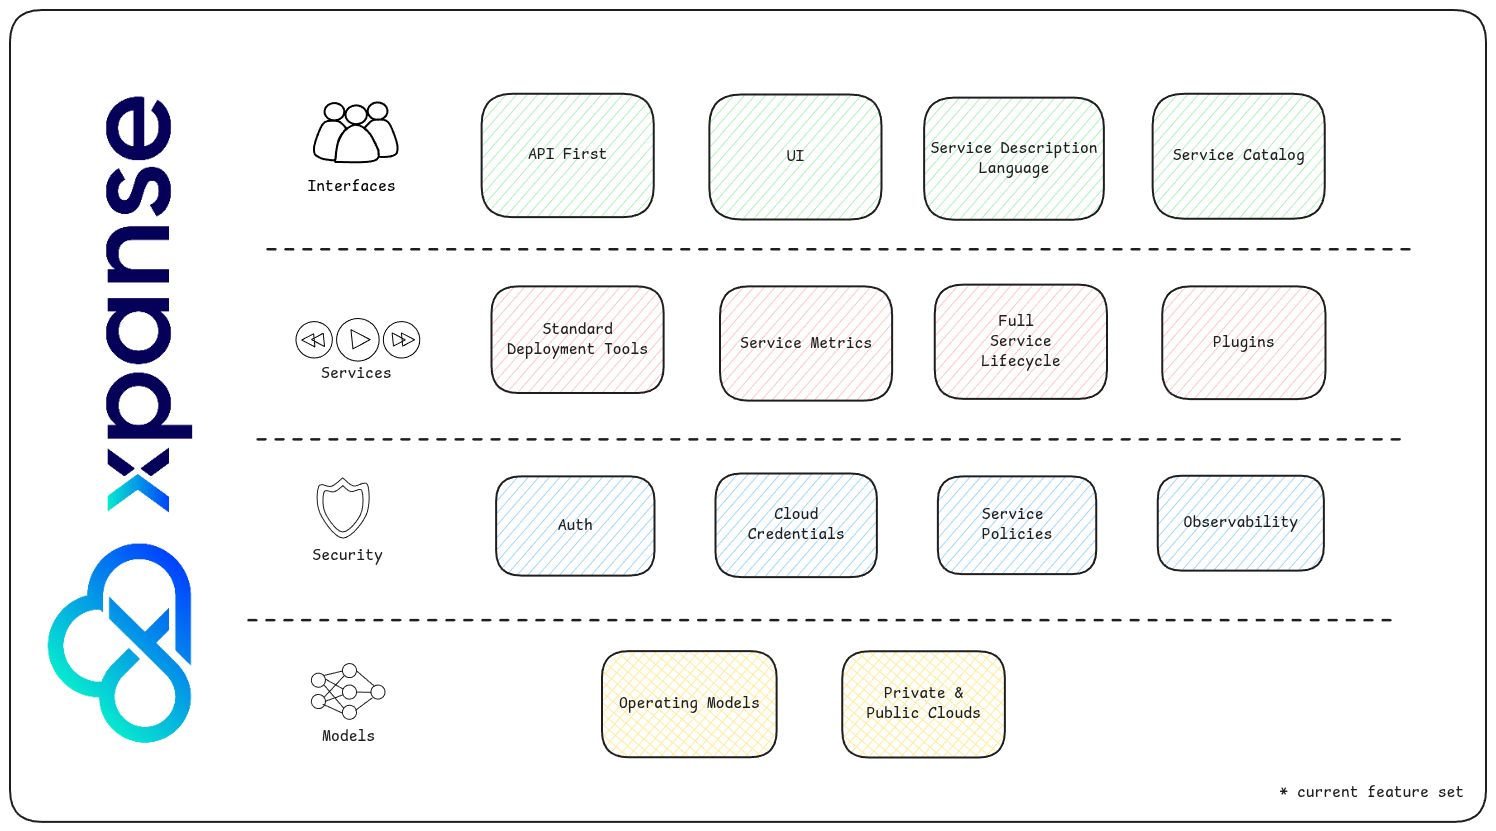 xpanse
Interfaces
API First
UI
Service Description
Language
Service Catalog
Services
Standard
Deployment Tools
Service Metrics
Full
Service
Lifecycle
Plugins
Security
Auth
Cloud
Credentials
Service
Policies
Observability
Models
Operating Models
Private &
Public Clouds
* current feature set